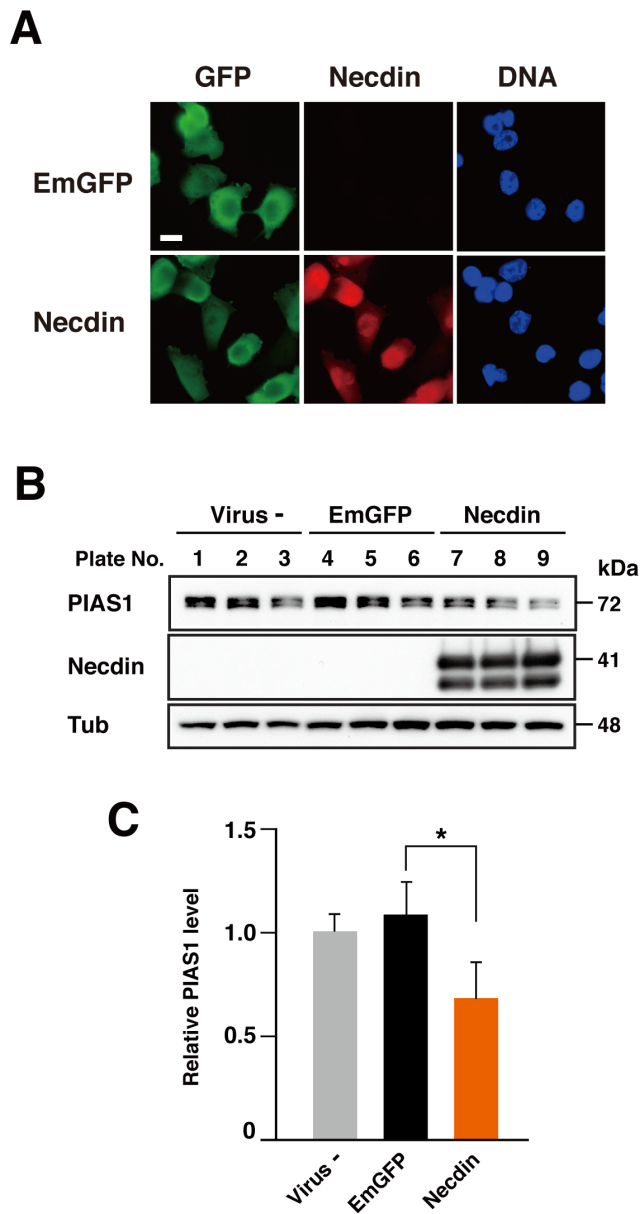 A
GFP Necdin DNA
EmGFP
Necdin
B
Virus - EmGFP Necdin
Plate No. 1 2 3 4 5 6 7 8 9 kDa
PIAS1 72
Necdin 41
Tub 48
C
1.5
*
1.0
0.5
0
Relative PIAS1 level
Virus - EmGFP Necdin